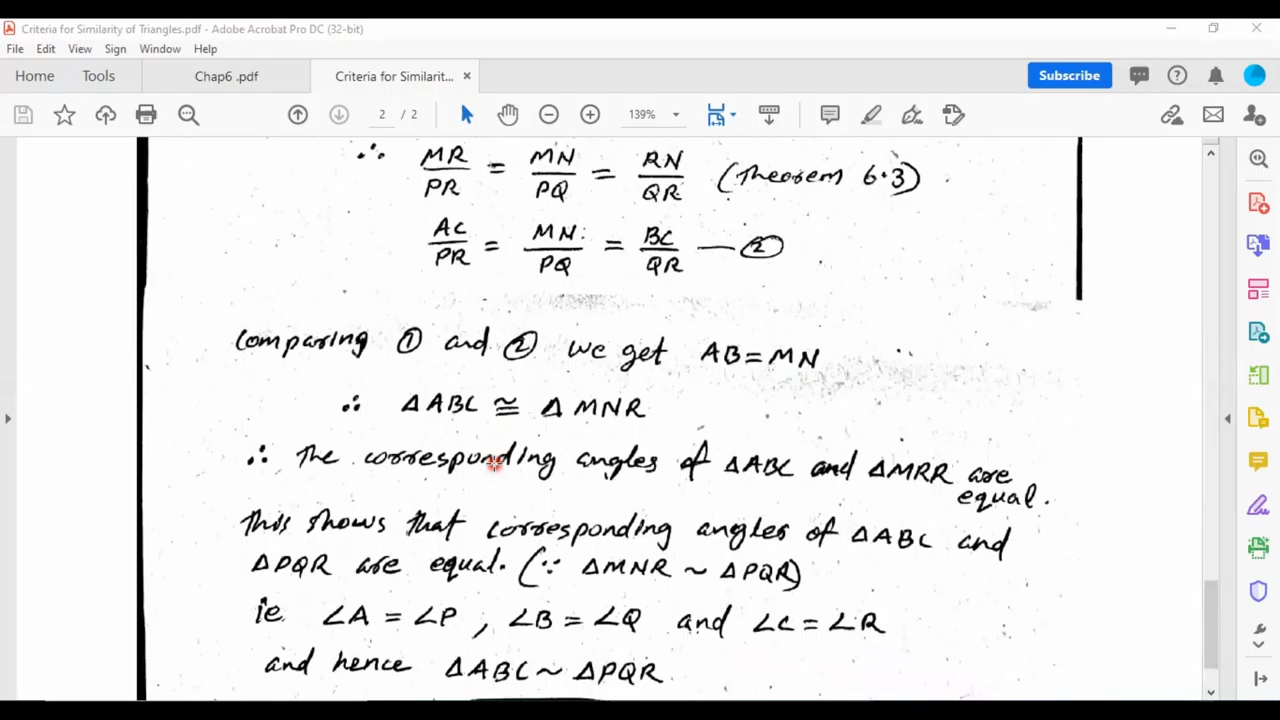 Criteria for Similarity of Triangles.pdf - Adobe Acrobat Pro DC (32-bit)
File Edit View Sign Window Help
Home Tools Chap6 .pdf Criteria for Similarit... × Subscribe
2 / 2 139%
∴ MR/PR = MN/PQ = RN/QR (Theorem 6.3)
AC/PR = MN/PQ = BC/QR — ②
Comparing ① and ② we get AB = MN
∴ ΔABC ≅ ΔMNR
∴ The corresponding angles of ΔABC and ΔMRR are
equal.
This shows that corresponding angles of ΔABC and
ΔPQR are equal. (∵ ΔMNR ~ ΔPQR)
ie ∠A = ∠P , ∠B = ∠Q and ∠C = ∠R
and hence ΔABC ~ ΔPQR